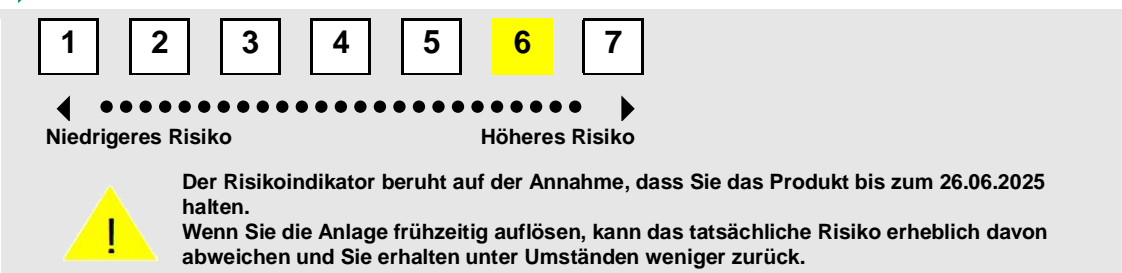 1 2 3 4 5 6 7
Niedrigeres Risiko Höheres Risiko
Der Risikoindikator beruht auf der Annahme, dass Sie das Produkt bis zum 26.06.2025
halten.
Wenn Sie die Anlage frühzeitig auflösen, kann das tatsächliche Risiko erheblich davon
abweichen und Sie erhalten unter Umständen weniger zurück.
!